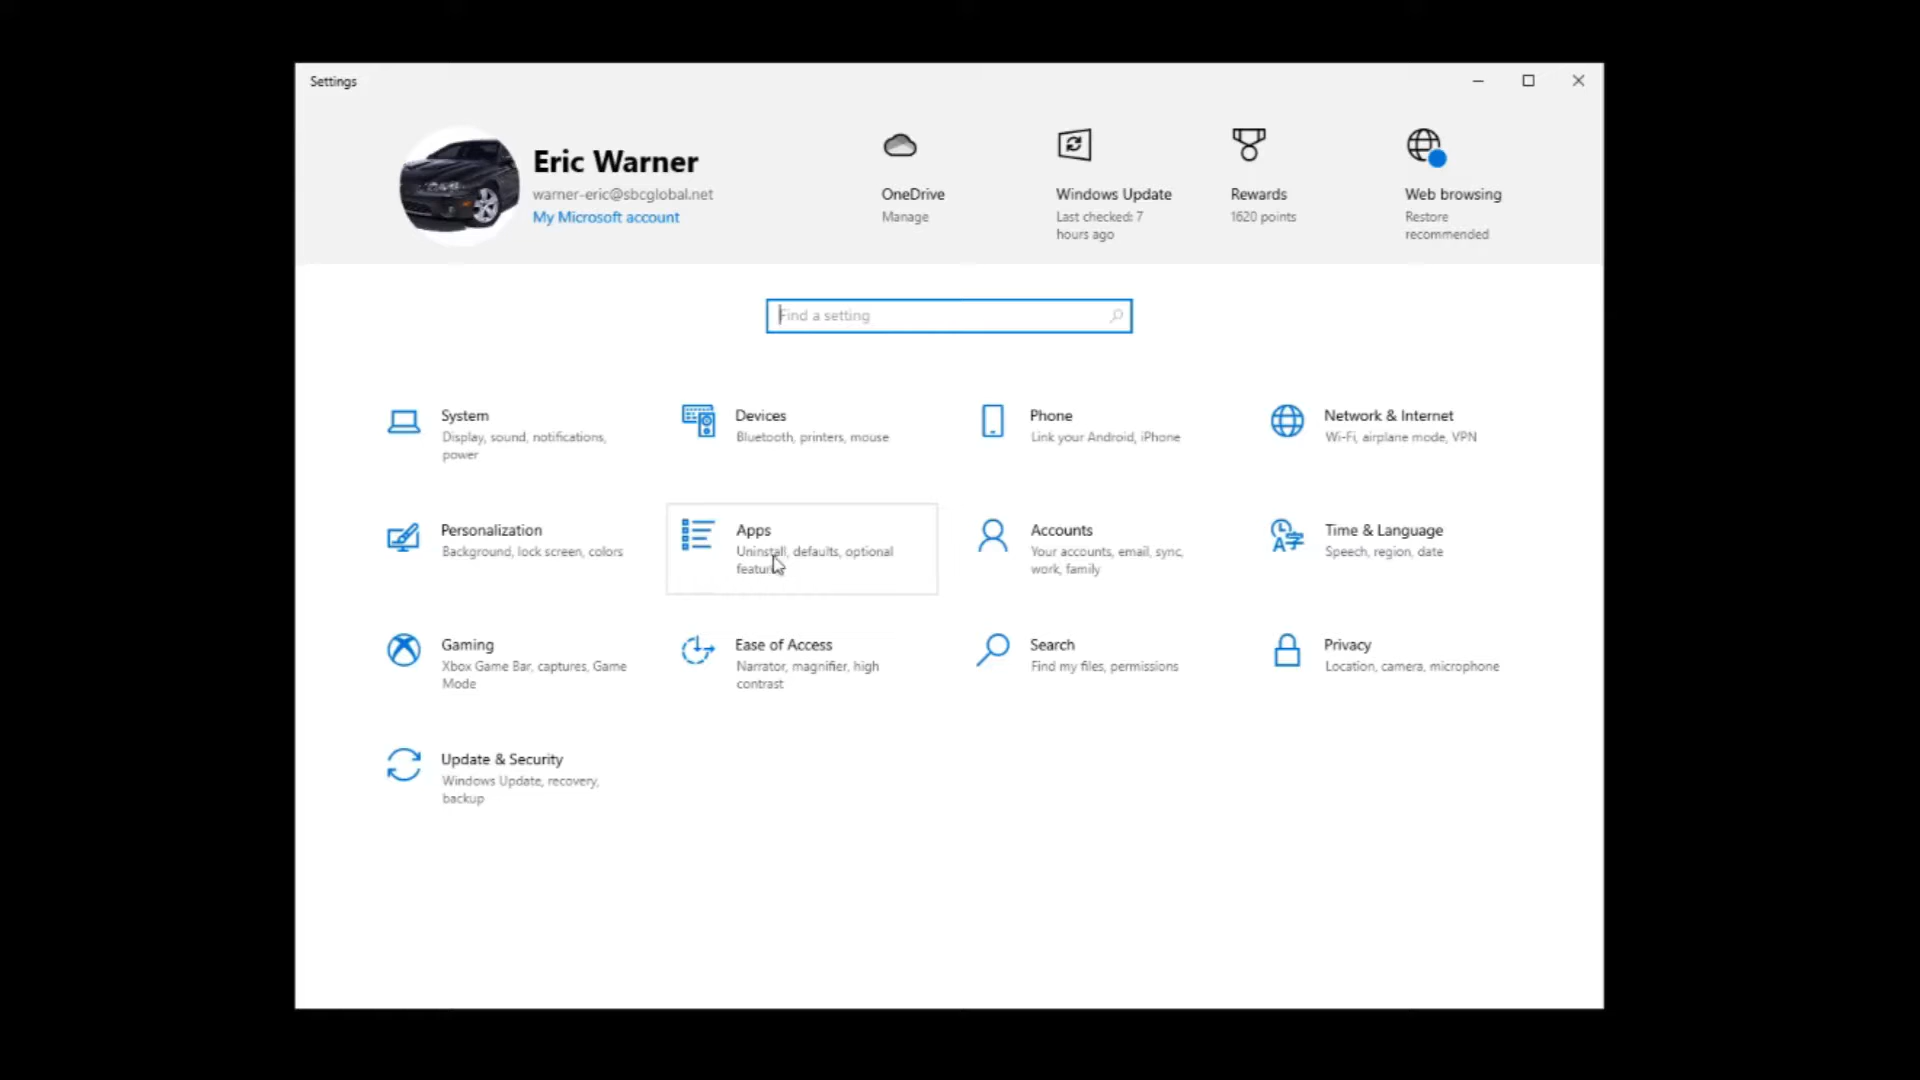 Settings
Eric Warner
warner-eric@sbcglobal.net
My Microsoft account
OneDrive
Manage
Windows Update
Last checked: 7
hours ago
Rewards
1620 points
Web browsing
Restore
recommended
Find a setting
System
Display, sound, notifications,
power
Devices
Bluetooth, printers, mouse
Phone
Link your Android, iPhone
Network & Internet
Wi-Fi, airplane mode, VPN
Personalization
Background, lock screen, colors
Apps
Uninstall, defaults, optional
features
Accounts
Your accounts, email, sync,
work, family
Time & Language
Speech, region, date
Gaming
Xbox Game Bar, captures, Game
Mode
Ease of Access
Narrator, magnifier, high
contrast
Search
Find my files, permissions
Privacy
Location, camera, microphone
Update & Security
Windows Update, recovery,
backup